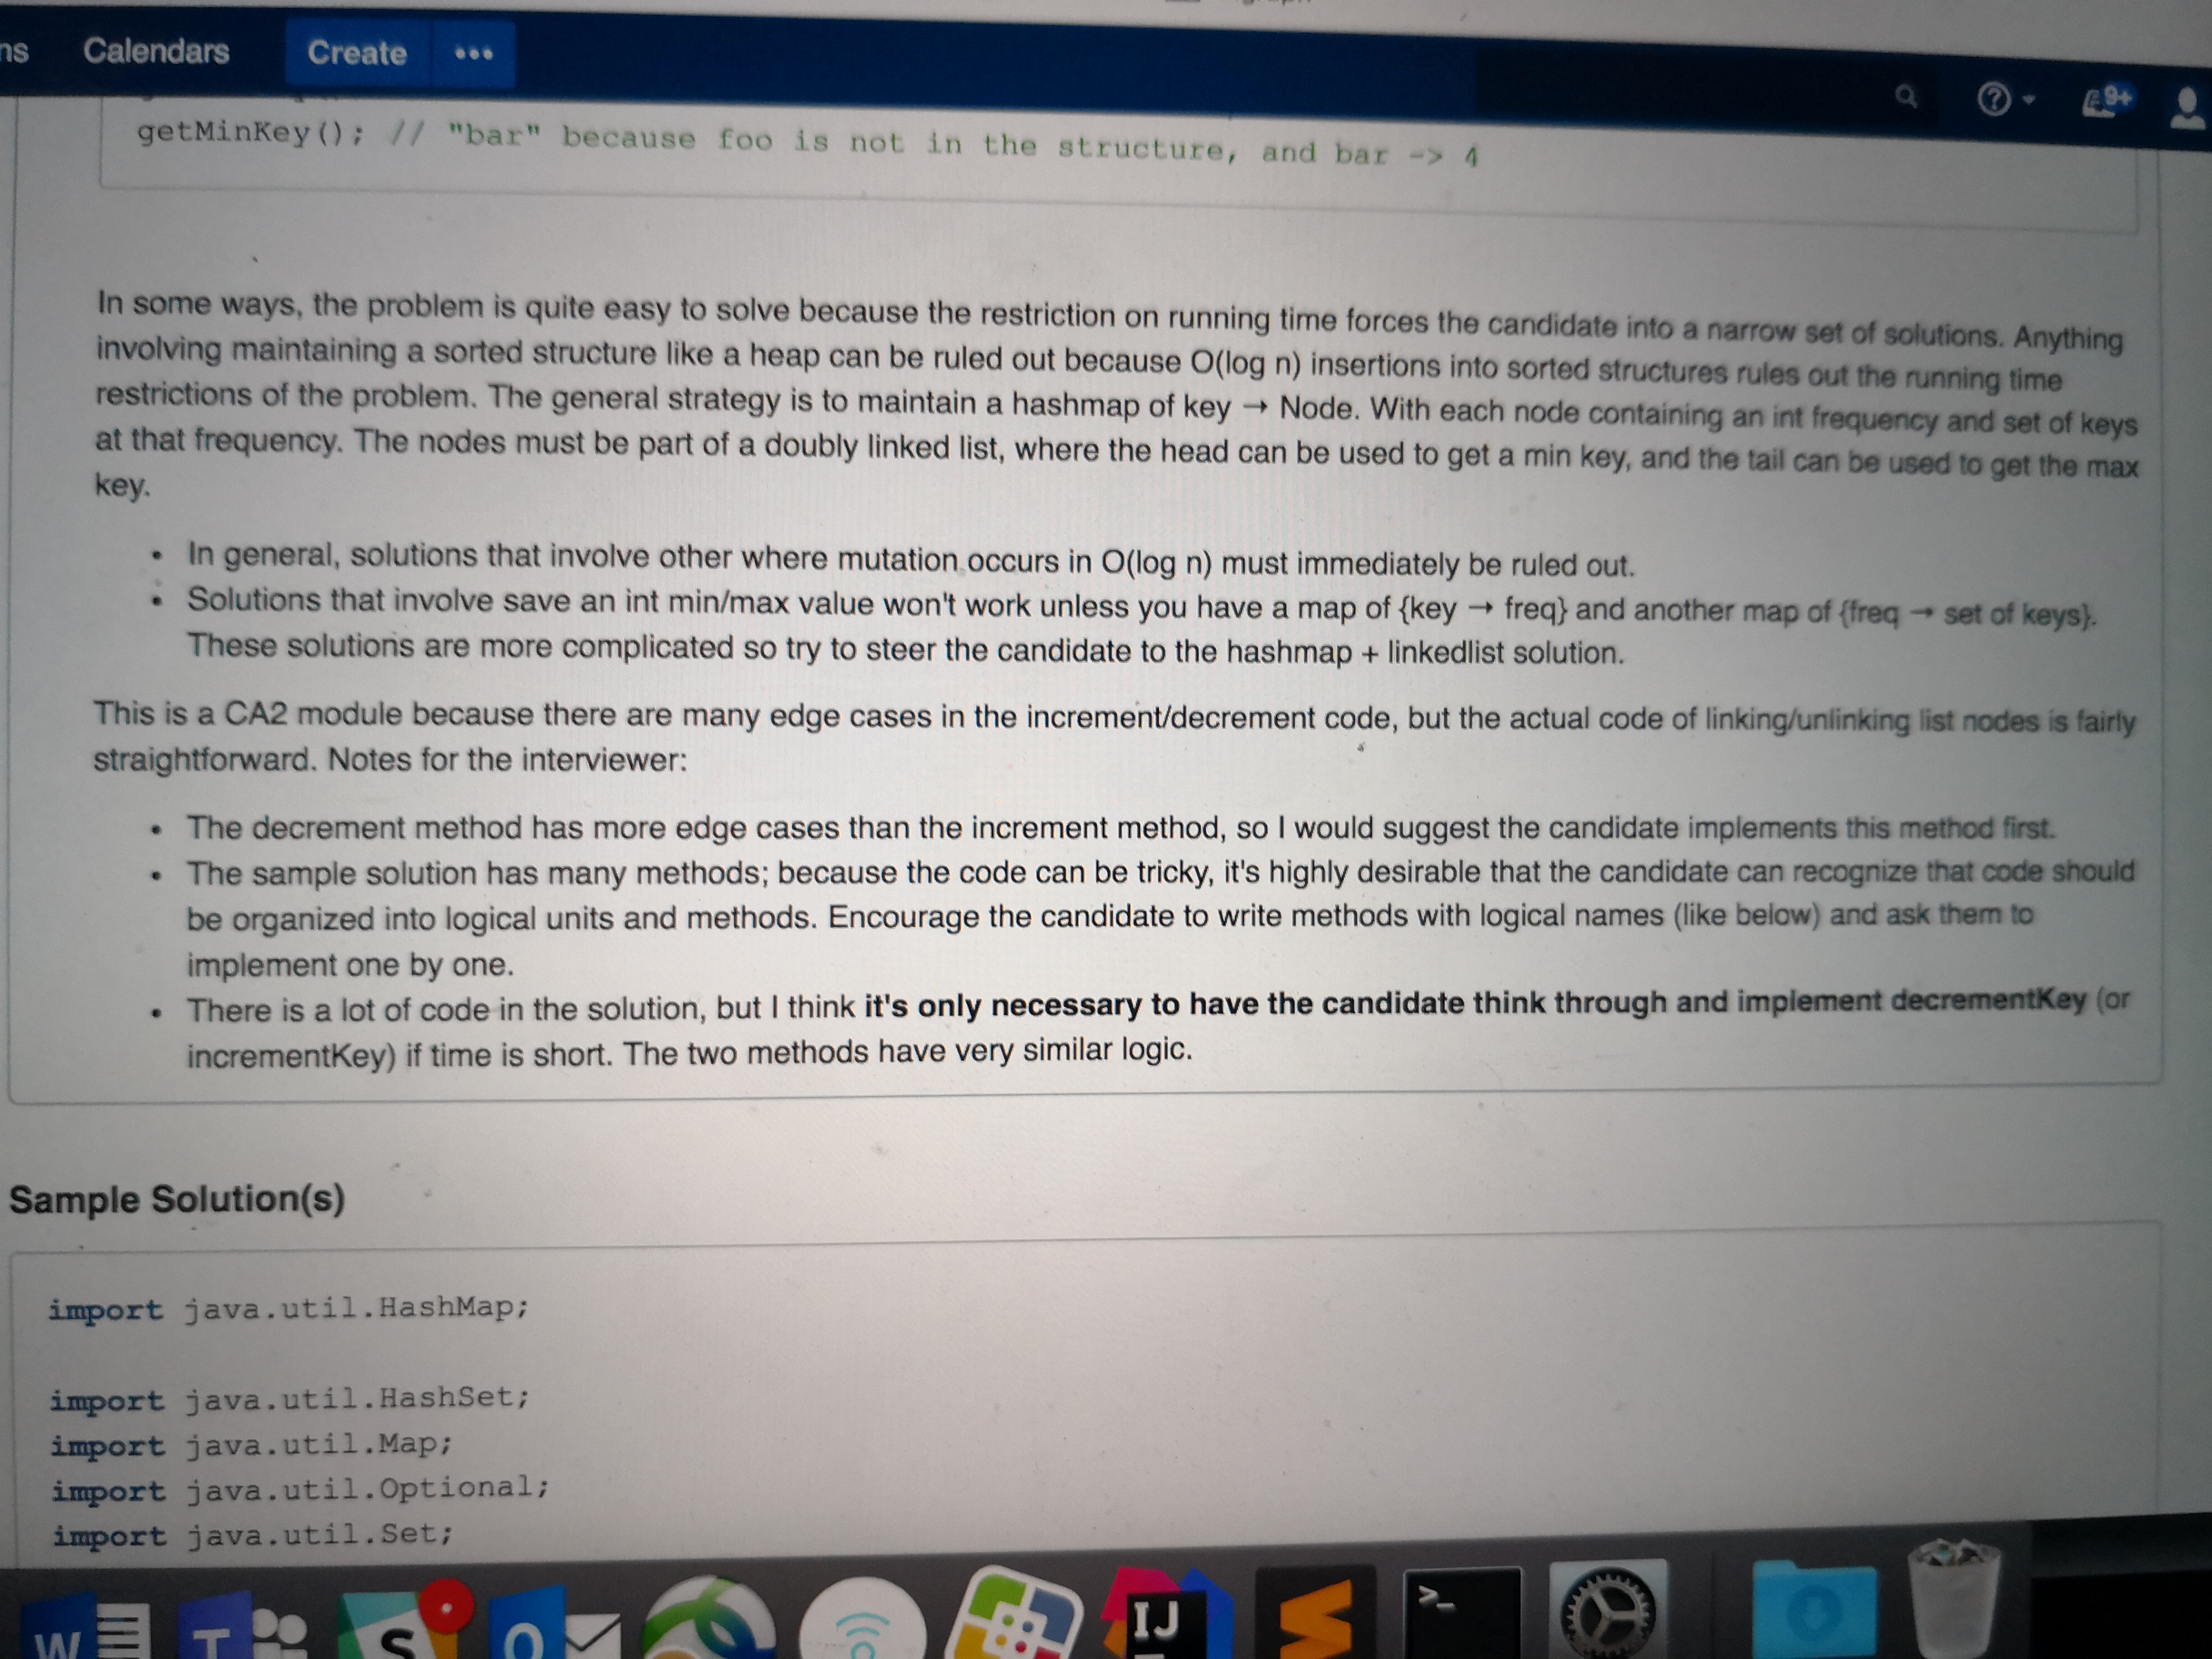 ns Calendars Create •••
9+
getMinKey(); // "bar" because foo is not in the structure, and bar -> 4
In some ways, the problem is quite easy to solve because the restriction on running time forces the candidate into a narrow set of solutions. Anything
involving maintaining a sorted structure like a heap can be ruled out because O(log n) insertions into sorted structures rules out the running time
restrictions of the problem. The general strategy is to maintain a hashmap of key → Node. With each node containing an int frequency and set of keys
at that frequency. The nodes must be part of a doubly linked list, where the head can be used to get a min key, and the tail can be used to get the max
key.
• In general, solutions that involve other where mutation occurs in O(log n) must immediately be ruled out.
• Solutions that involve save an int min/max value won't work unless you have a map of {key → freq} and another map of {freq → set of keys}.
These solutions are more complicated so try to steer the candidate to the hashmap + linkedlist solution.
This is a CA2 module because there are many edge cases in the increment/decrement code, but the actual code of linking/unlinking list nodes is fairly
straightforward. Notes for the interviewer:
• The decrement method has more edge cases than the increment method, so I would suggest the candidate implements this method first.
• The sample solution has many methods; because the code can be tricky, it's highly desirable that the candidate can recognize that code should
be organized into logical units and methods. Encourage the candidate to write methods with logical names (like below) and ask them to
implement one by one.
• There is a lot of code in the solution, but I think it's only necessary to have the candidate think through and implement decrementKey (or
incrementKey) if time is short. The two methods have very similar logic.
Sample Solution(s)
import java.util.HashMap;
import java.util.HashSet;
import java.util.Map;
import java.util.Optional;
import java.util.Set;
W T S O IJ >_